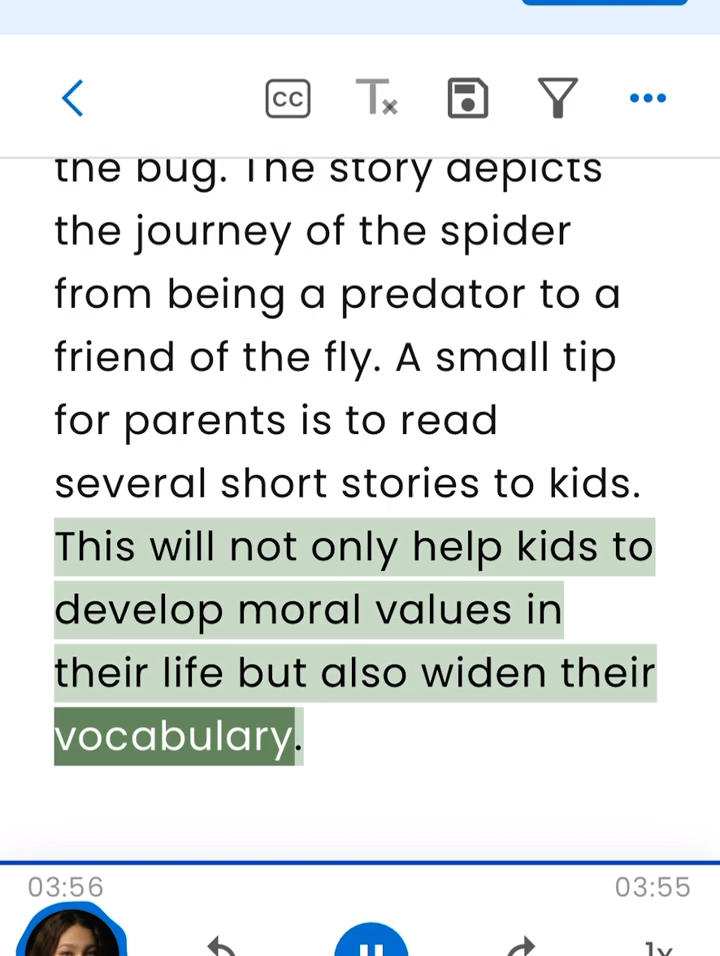 CC
Tx
the bug. The story depicts
the journey of the spider
from being a predator to a
friend of the fly. A small tip
for parents is to read
several short stories to kids.
This will not only help kids to
develop moral values in
their life but also widen their
vocabulary.
03:56 03:55
1x